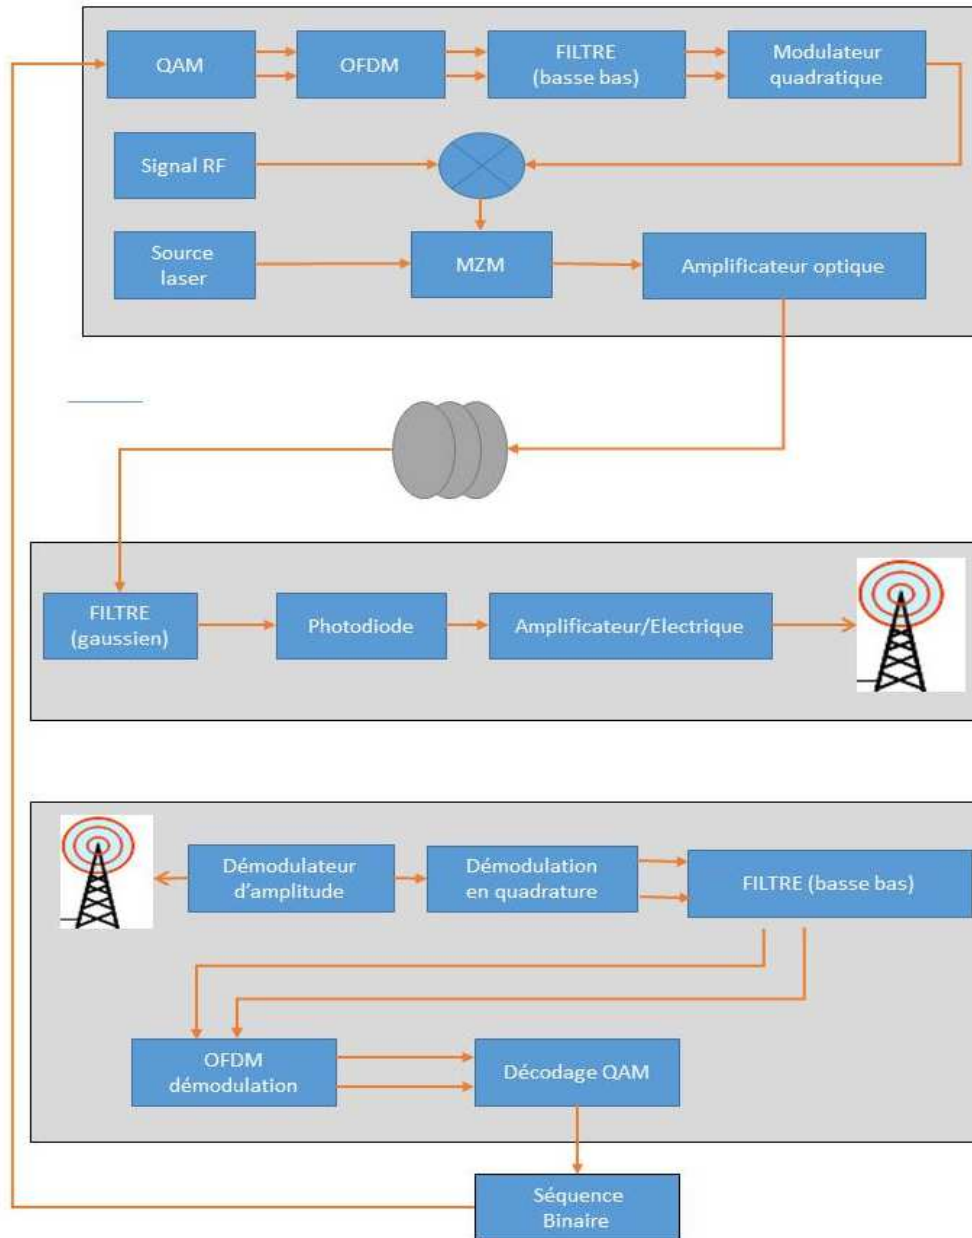 QAM
OFDM
FILTRE
(basse bas)
Modulateur
quadratique
Signal RF
Source
laser
MZM
Amplificateur optique
FILTRE
(gaussien)
Photodiode
Amplificateur/Electrique
Démodulateur
d’amplitude
Démodulation
en quadrature
FILTRE (basse bas)
OFDM
démodulation
Décodage QAM
Séquence
Binaire